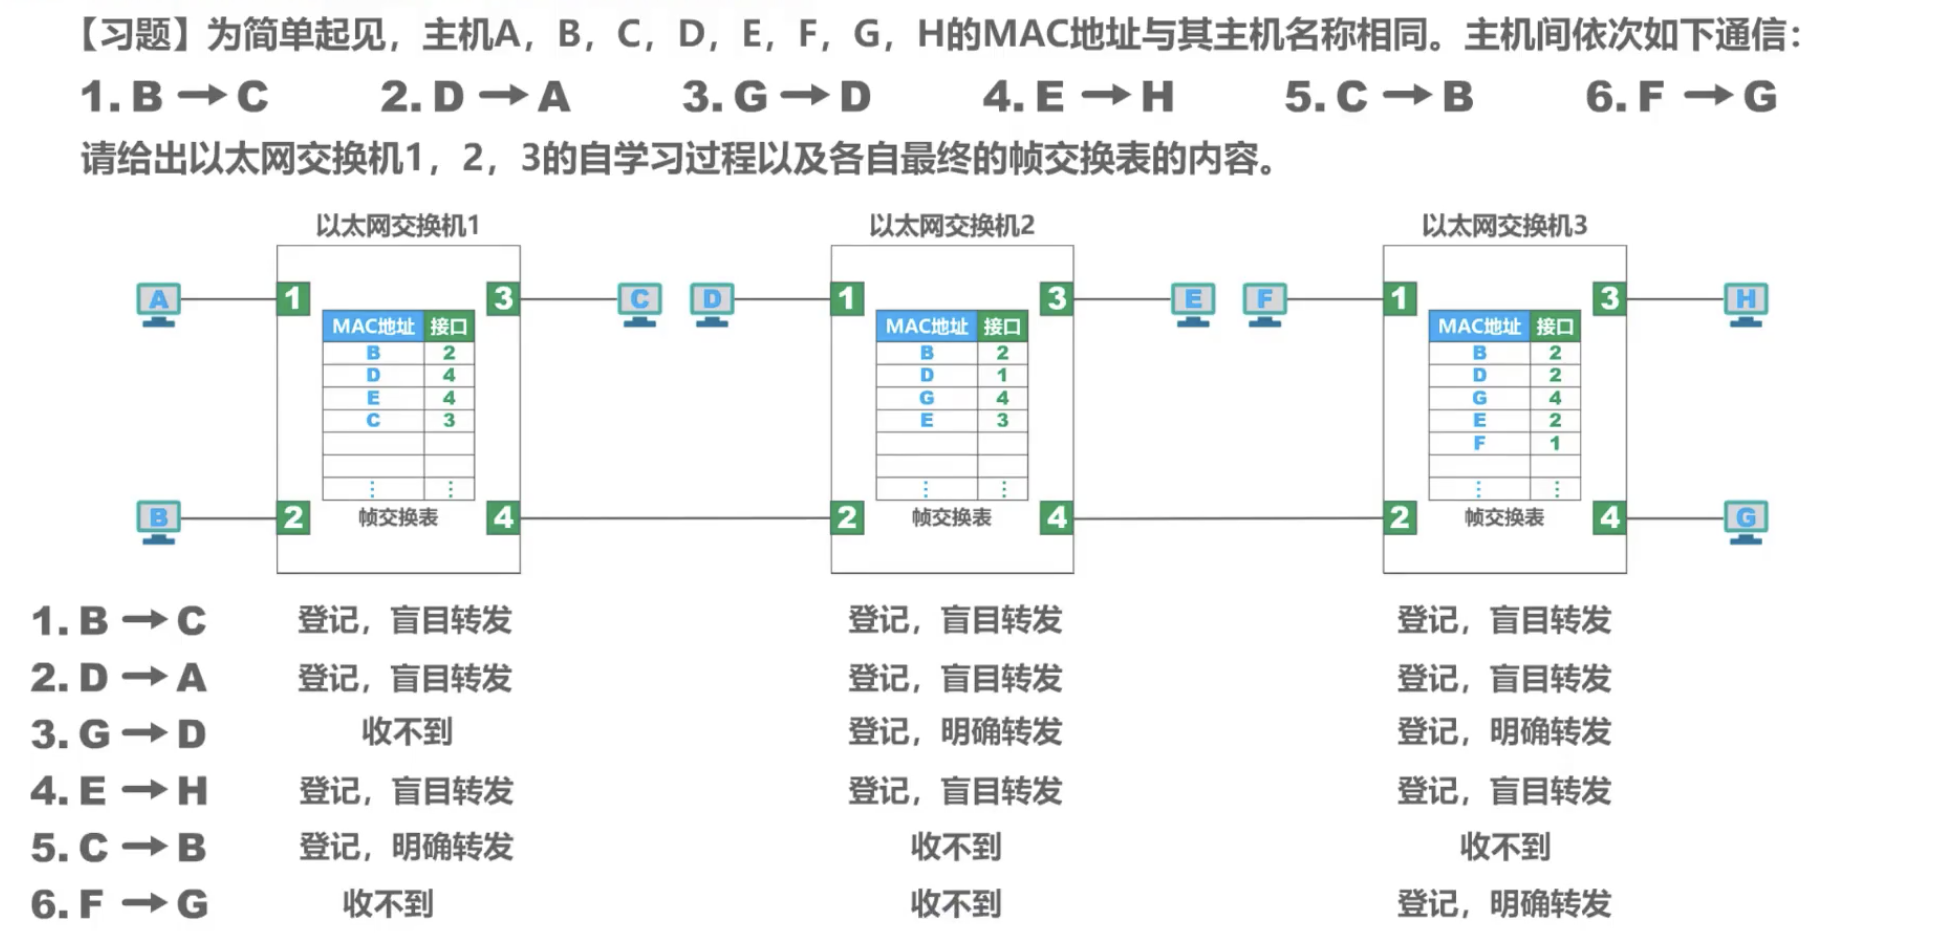 【习题】为简单起见，主机A，B，C，D，E，F，G，H的MAC地址与其主机名称相同。主机间依次如下通信：
1. B → C 2. D → A 3. G → D 4. E → H 5. C → B 6. F → G
请给出以太网交换机1，2，3的自学习过程以及各自最终的帧交换表的内容。
以太网交换机1 以太网交换机2 以太网交换机3
A 1 3 C D 1 3 E F 1 3 H
MAC地址 接口 MAC地址 接口 MAC地址 接口
B 2 B 2 B 2
D 4 D 1 D 2
E 4 G 4 G 4
C 3 E 3 E 2
F 1
⋮ ⋮ ⋮ ⋮ ⋮ ⋮
B 2 帧交换表 4 2 帧交换表 4 2 帧交换表 4 G
1. B → C 登记，盲目转发 登记，盲目转发 登记，盲目转发
2. D → A 登记，盲目转发 登记，盲目转发 登记，盲目转发
3. G → D 收不到 登记，明确转发 登记，明确转发
4. E → H 登记，盲目转发 登记，盲目转发 登记，盲目转发
5. C → B 登记，明确转发 收不到 收不到
6. F → G 收不到 收不到 登记，明确转发